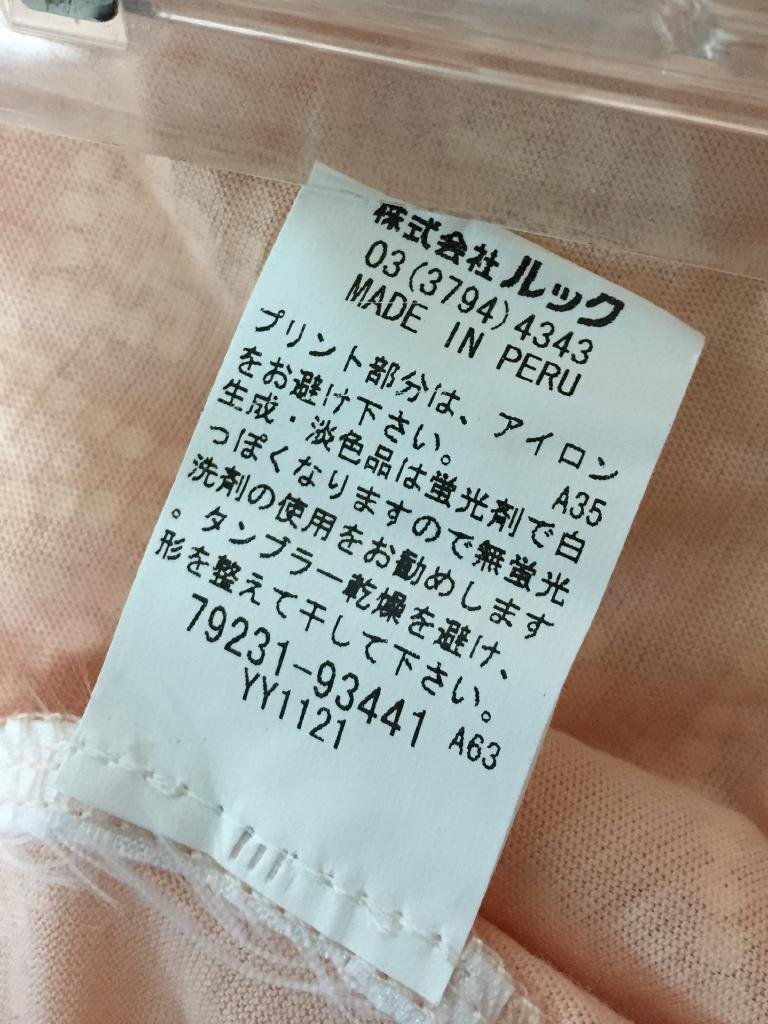 株式会社 ルック
03(3794)4343
MADE IN PERU
プリント部分は、アイロン
をお避け下さい。 A35
生成・淡色品は蛍光剤で白
っぽくなりますので無蛍光
洗剤の使用をお勧めします
。タンブラー乾燥を避け、
形を整えて干して下さい。
79231-93441 A63
YY1121